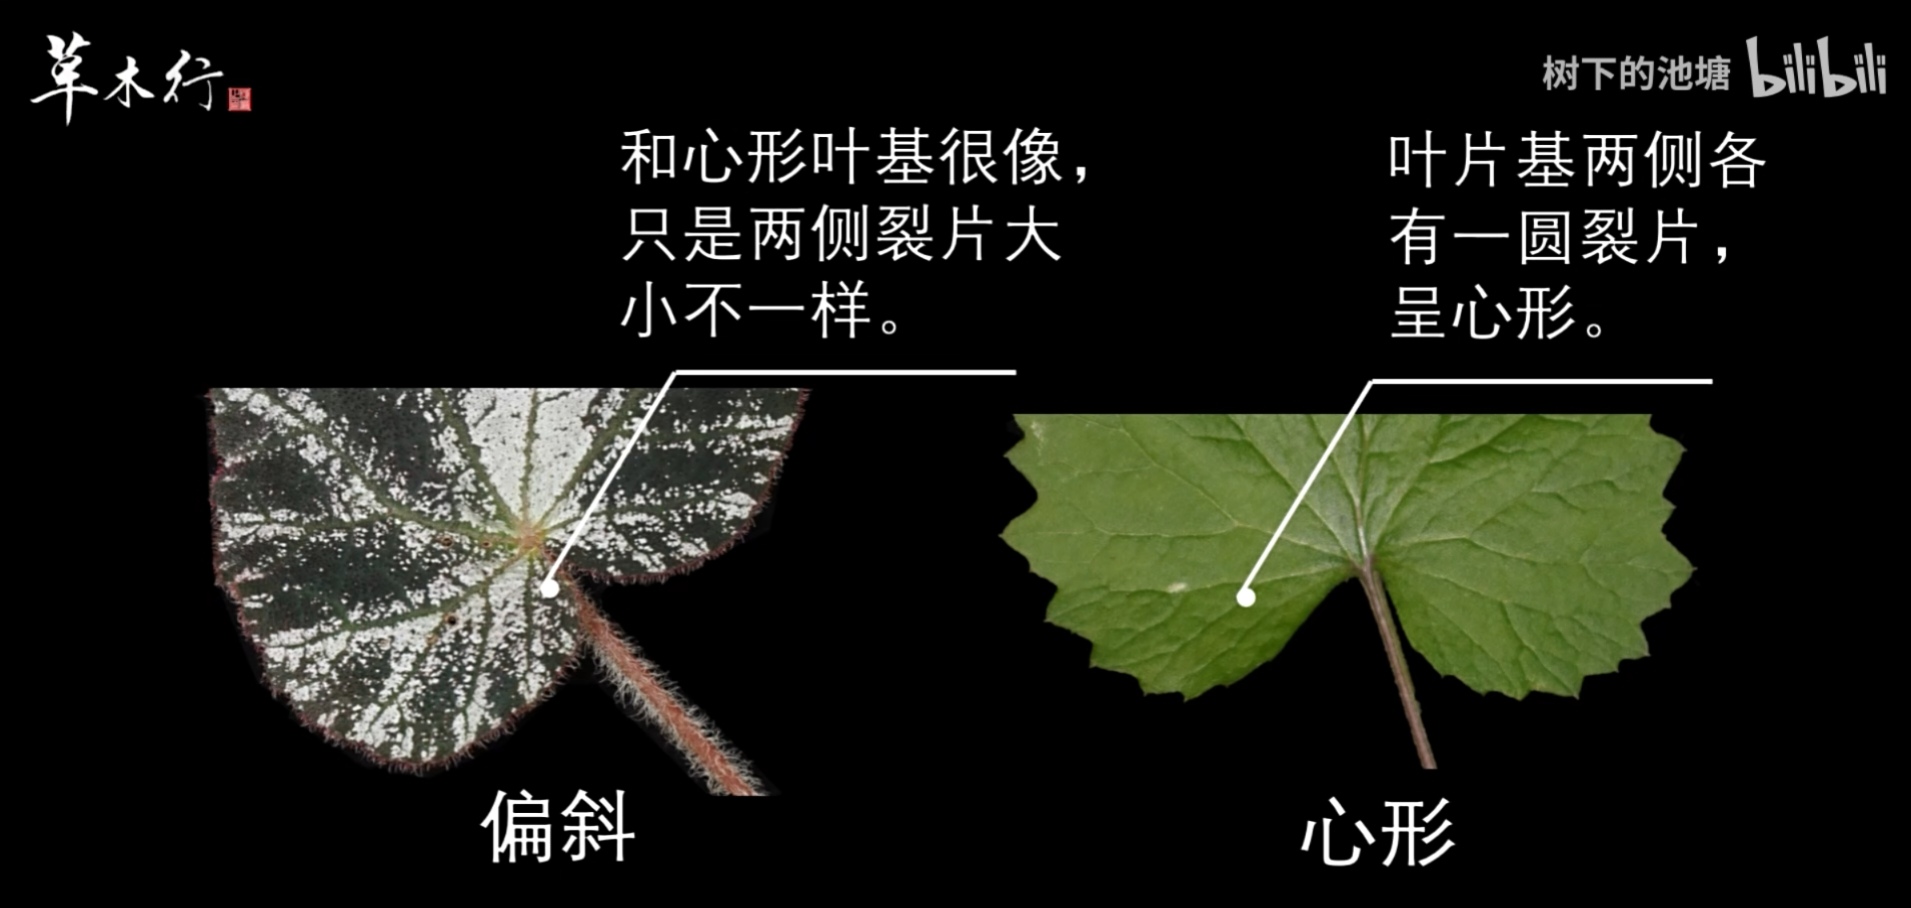 草木行
树下的池塘 bilibili
和心形叶基很像，
只是两侧裂片大
小不一样。
叶片基两侧各
有一圆裂片，
呈心形。
偏斜
心形